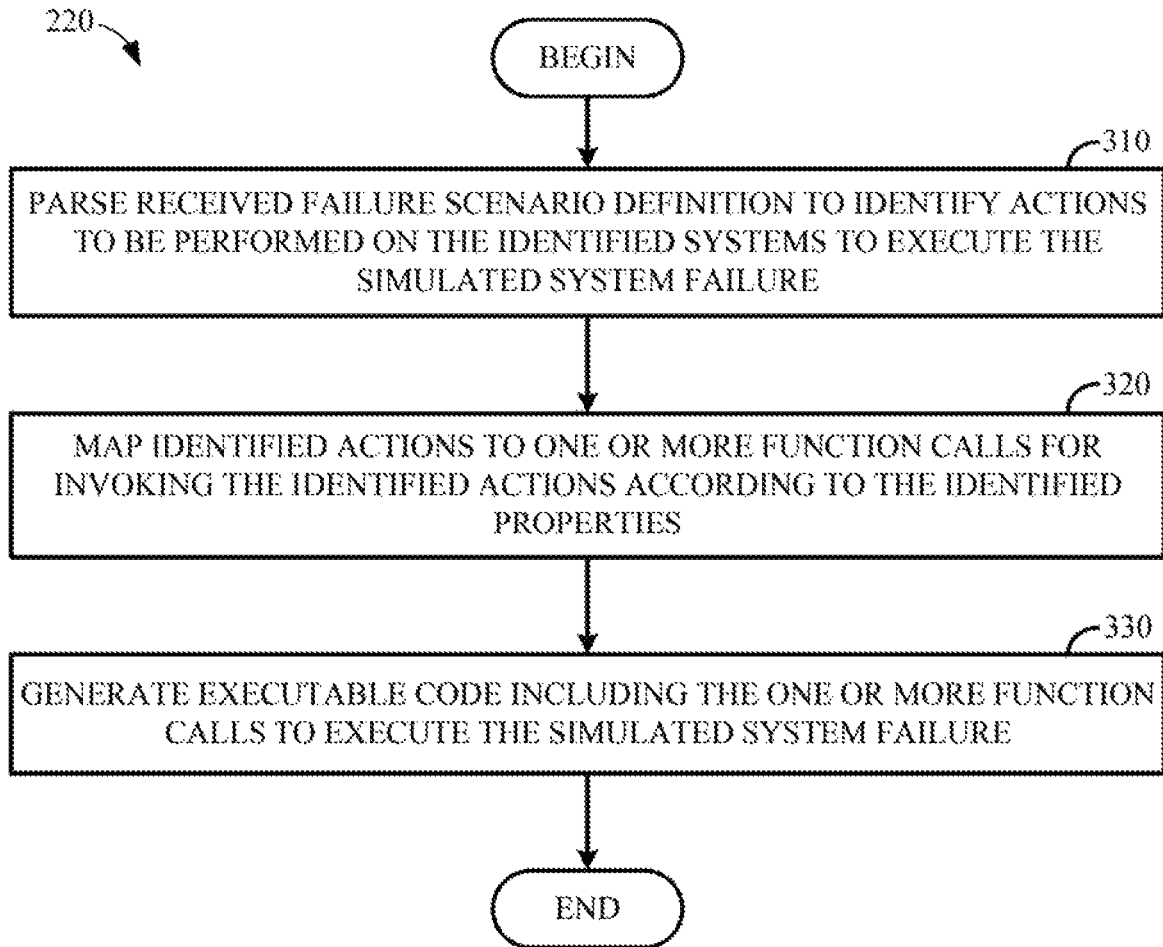 220
BEGIN
310
PARSE RECEIVED FAILURE SCENARIO DEFINITION TO IDENTIFY ACTIONS
TO BE PERFORMED ON THE IDENTIFIED SYSTEMS TO EXECUTE THE
SIMULATED SYSTEM FAILURE
320
MAP IDENTIFIED ACTIONS TO ONE OR MORE FUNCTION CALLS FOR
INVOKING THE IDENTIFIED ACTIONS ACCORDING TO THE IDENTIFIED
PROPERTIES
330
GENERATE EXECUTABLE CODE INCLUDING THE ONE OR MORE FUNCTION
CALLS TO EXECUTE THE SIMULATED SYSTEM FAILURE
END